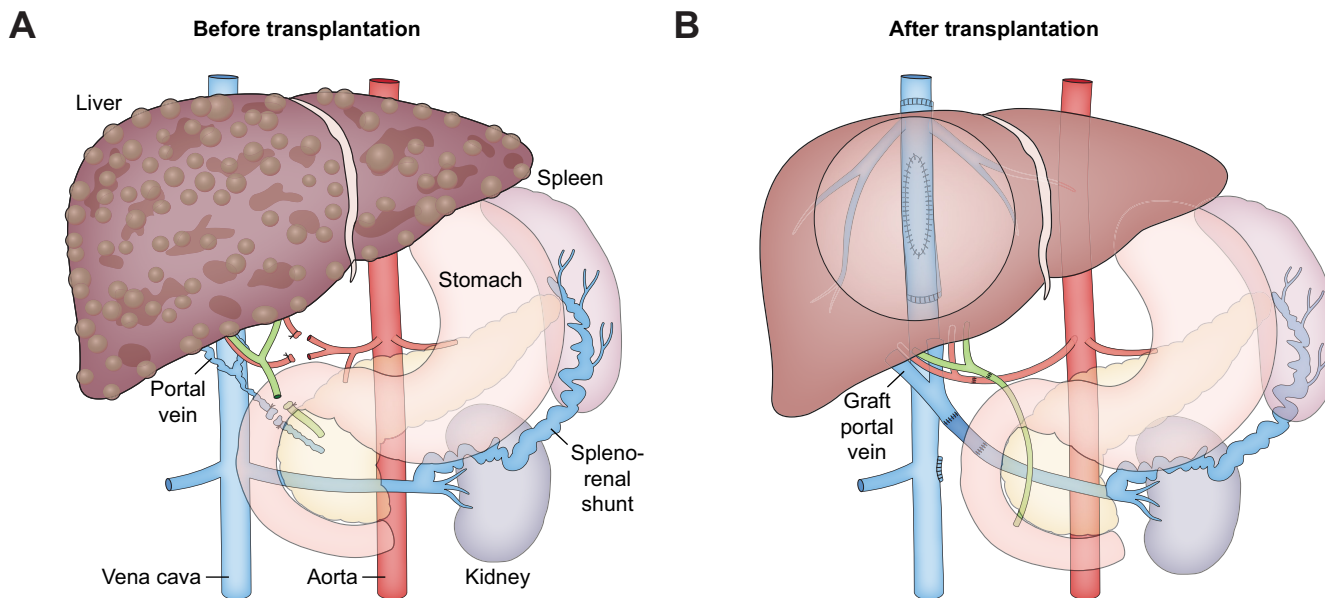 A
Before transplantation
Liver
Spleen
Stomach
Portal
vein
Spleno-
renal
shunt
Vena cava
Aorta
Kidney
B
After transplantation
Graft
portal
vein